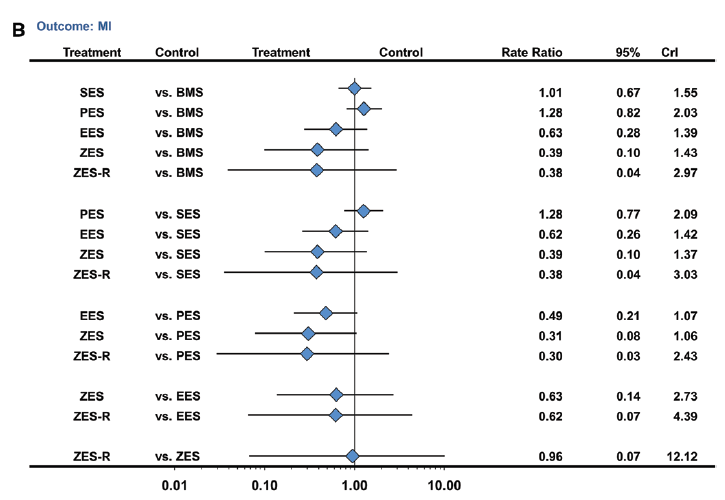 B Outcome: MI
Treatment Control Treatment Control Rate Ratio 95% CrI
SES vs. BMS 1.01 0.67 1.55
PES vs. BMS 1.28 0.82 2.03
EES vs. BMS 0.63 0.28 1.39
ZES vs. BMS 0.39 0.10 1.43
ZES-R vs. BMS 0.38 0.04 2.97
PES vs. SES 1.28 0.77 2.09
EES vs. SES 0.62 0.26 1.42
ZES vs. SES 0.39 0.10 1.37
ZES-R vs. SES 0.38 0.04 3.03
EES vs. PES 0.49 0.21 1.07
ZES vs. PES 0.31 0.08 1.06
ZES-R vs. PES 0.30 0.03 2.43
ZES vs. EES 0.63 0.14 2.73
ZES-R vs. EES 0.62 0.07 4.39
ZES-R vs. ZES 0.96 0.07 12.12
0.01 0.10 1.00 10.00